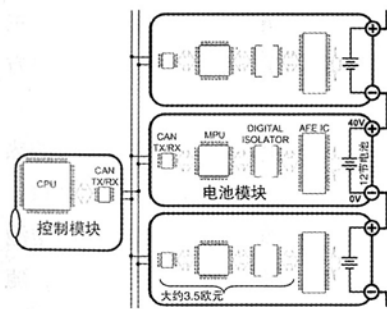 CAN
TX/RX
MPU
DIGITAL
ISOLATOR
AFE IC
40V
12节电池
0V
电池模块
CPU
CAN
TX/RX
控制模块
大约3.5欧元